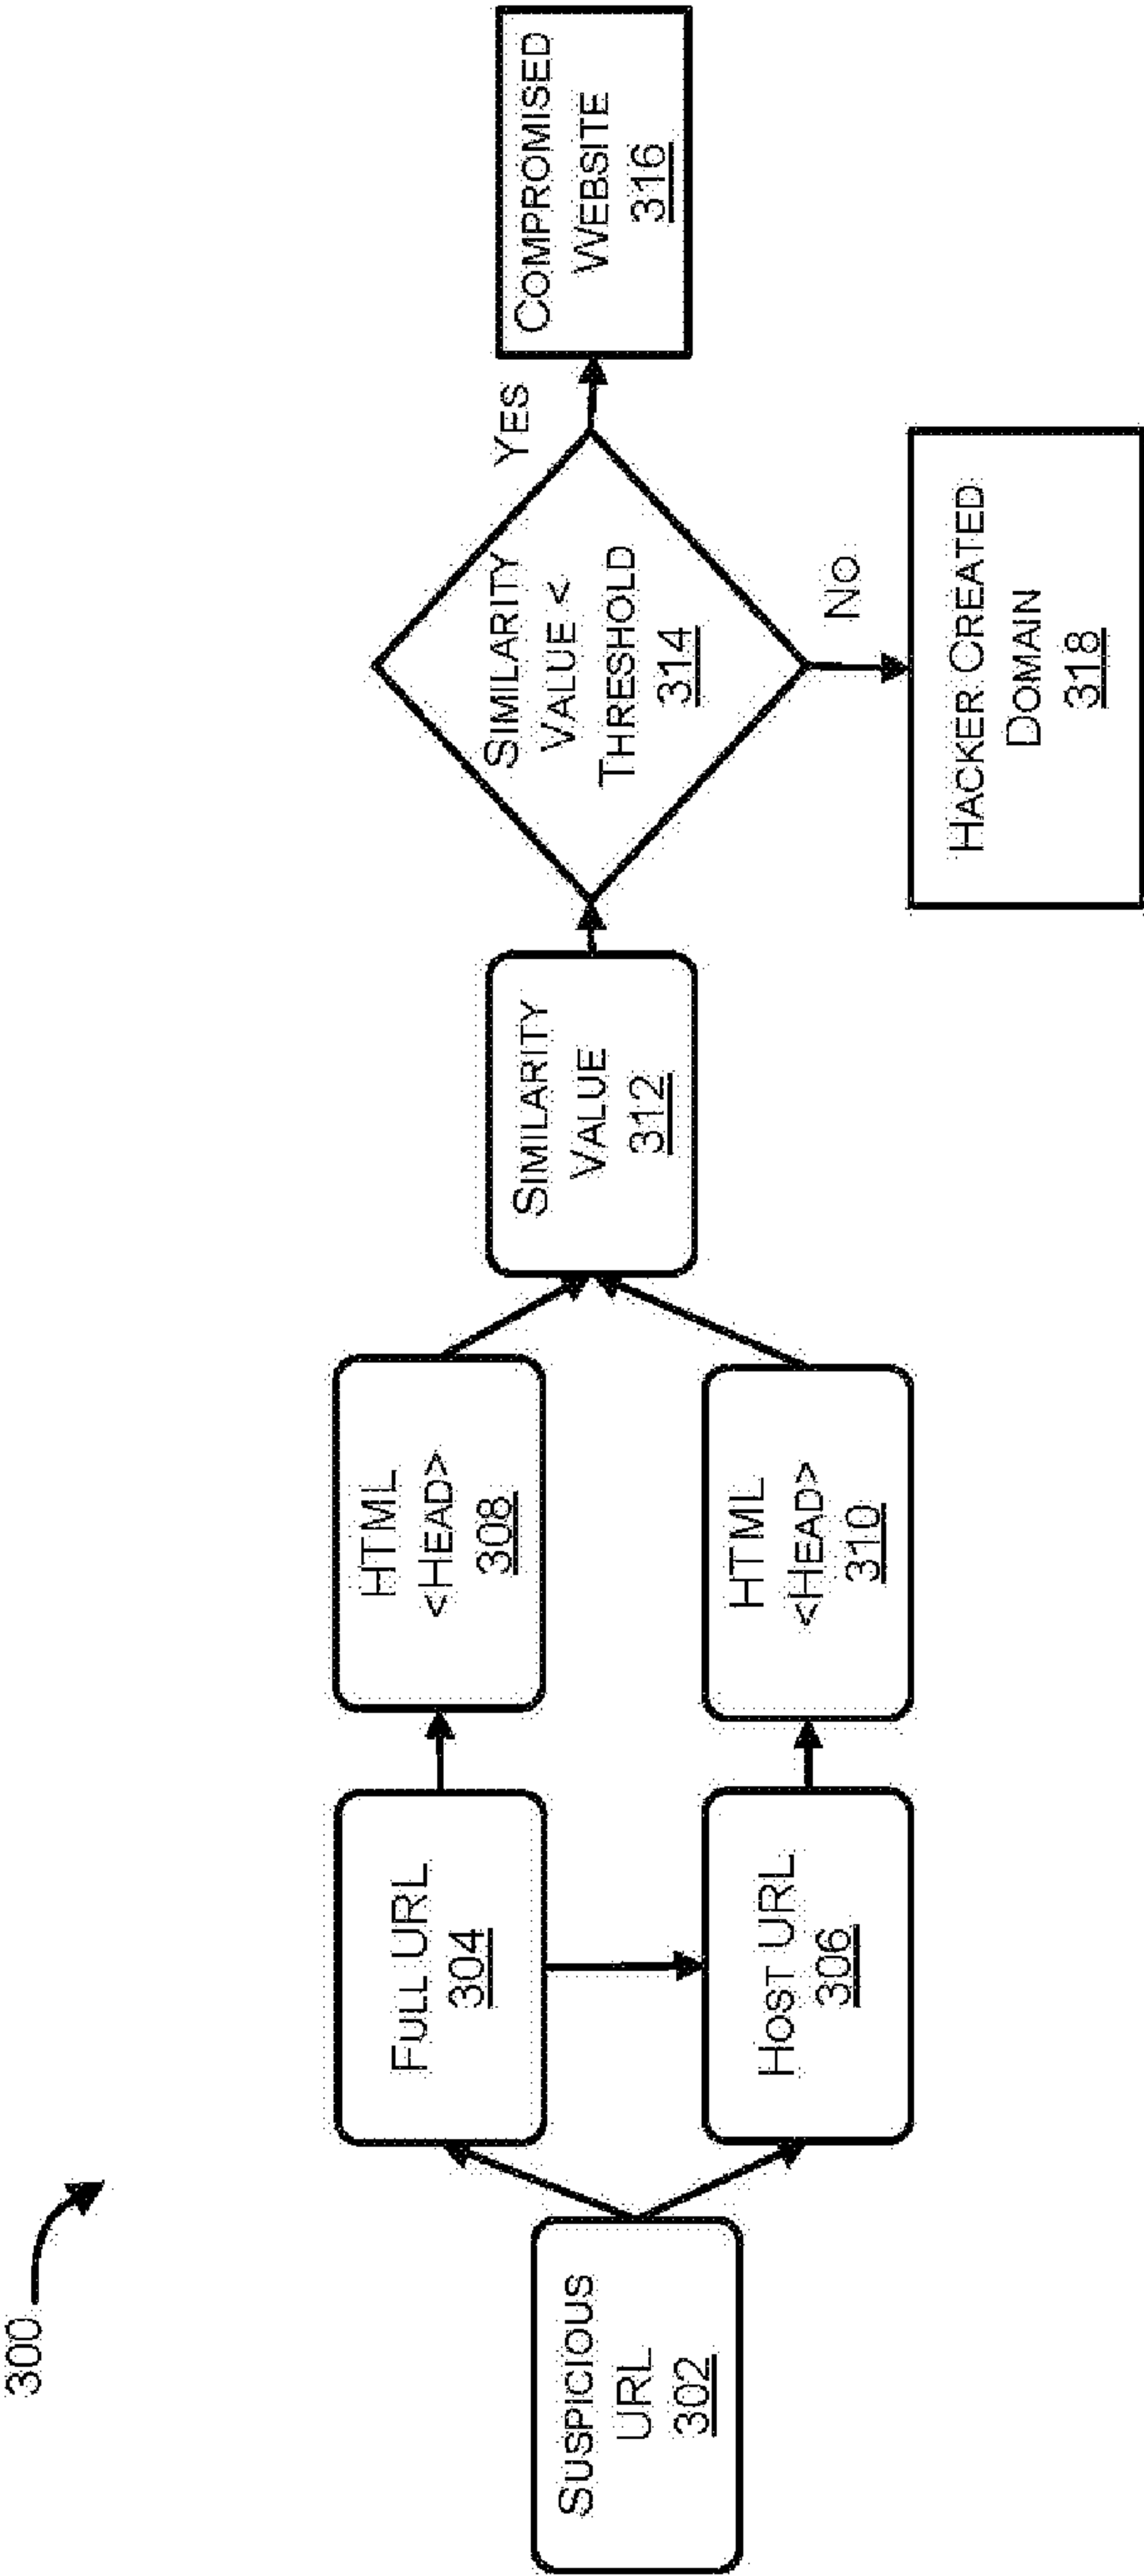 300
SUSPICIOUS
URL
302
FULL URL
304
HOST URL
306
HTML
<HEAD>
308
HTML
<HEAD>
310
SIMILARITY
VALUE
312
SIMILARITY
VALUE <
THRESHOLD
314
YES
COMPROMISED
WEBSITE
316
NO
HACKER CREATED
DOMAIN
318